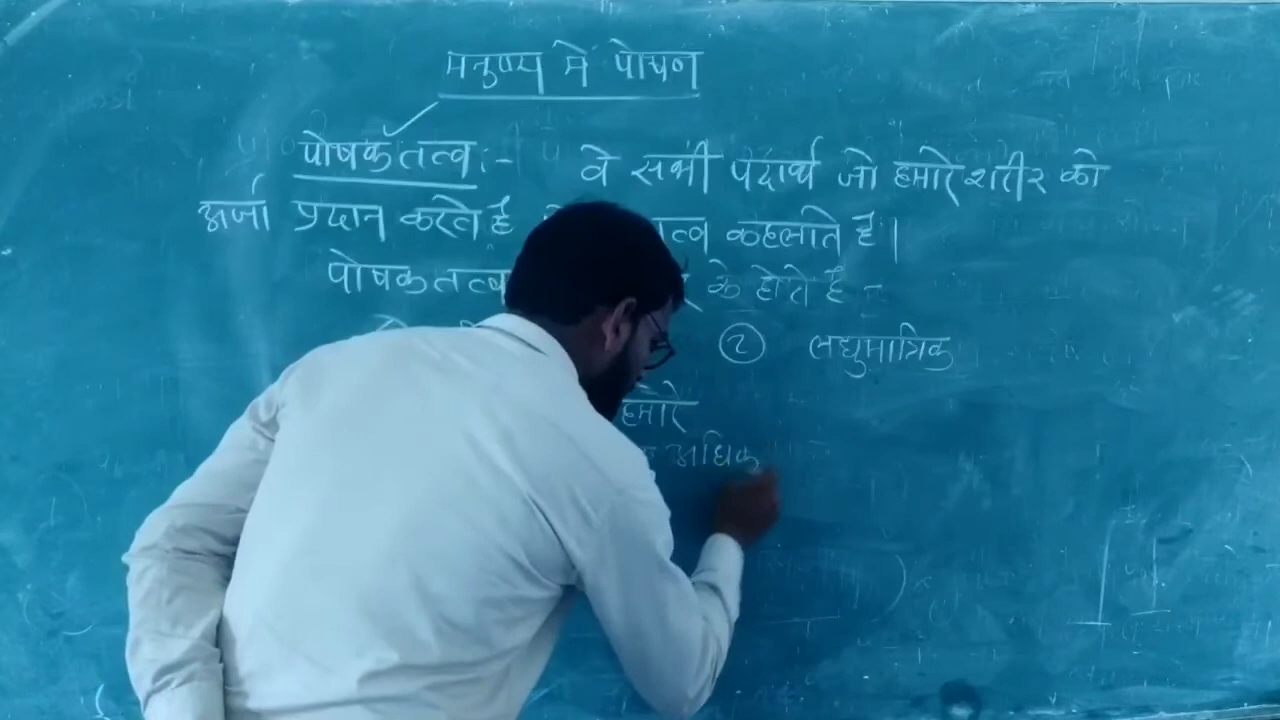 मनुष्य में पोषण
पोषक तत्व :- वे सभी पदार्थ जो हमारे शरीर को
ऊर्जा प्रदान करते है तत्व कहलाते है।
पोषक तत्व के होते है -
② लघुमात्रिक
हमारे
अधिक